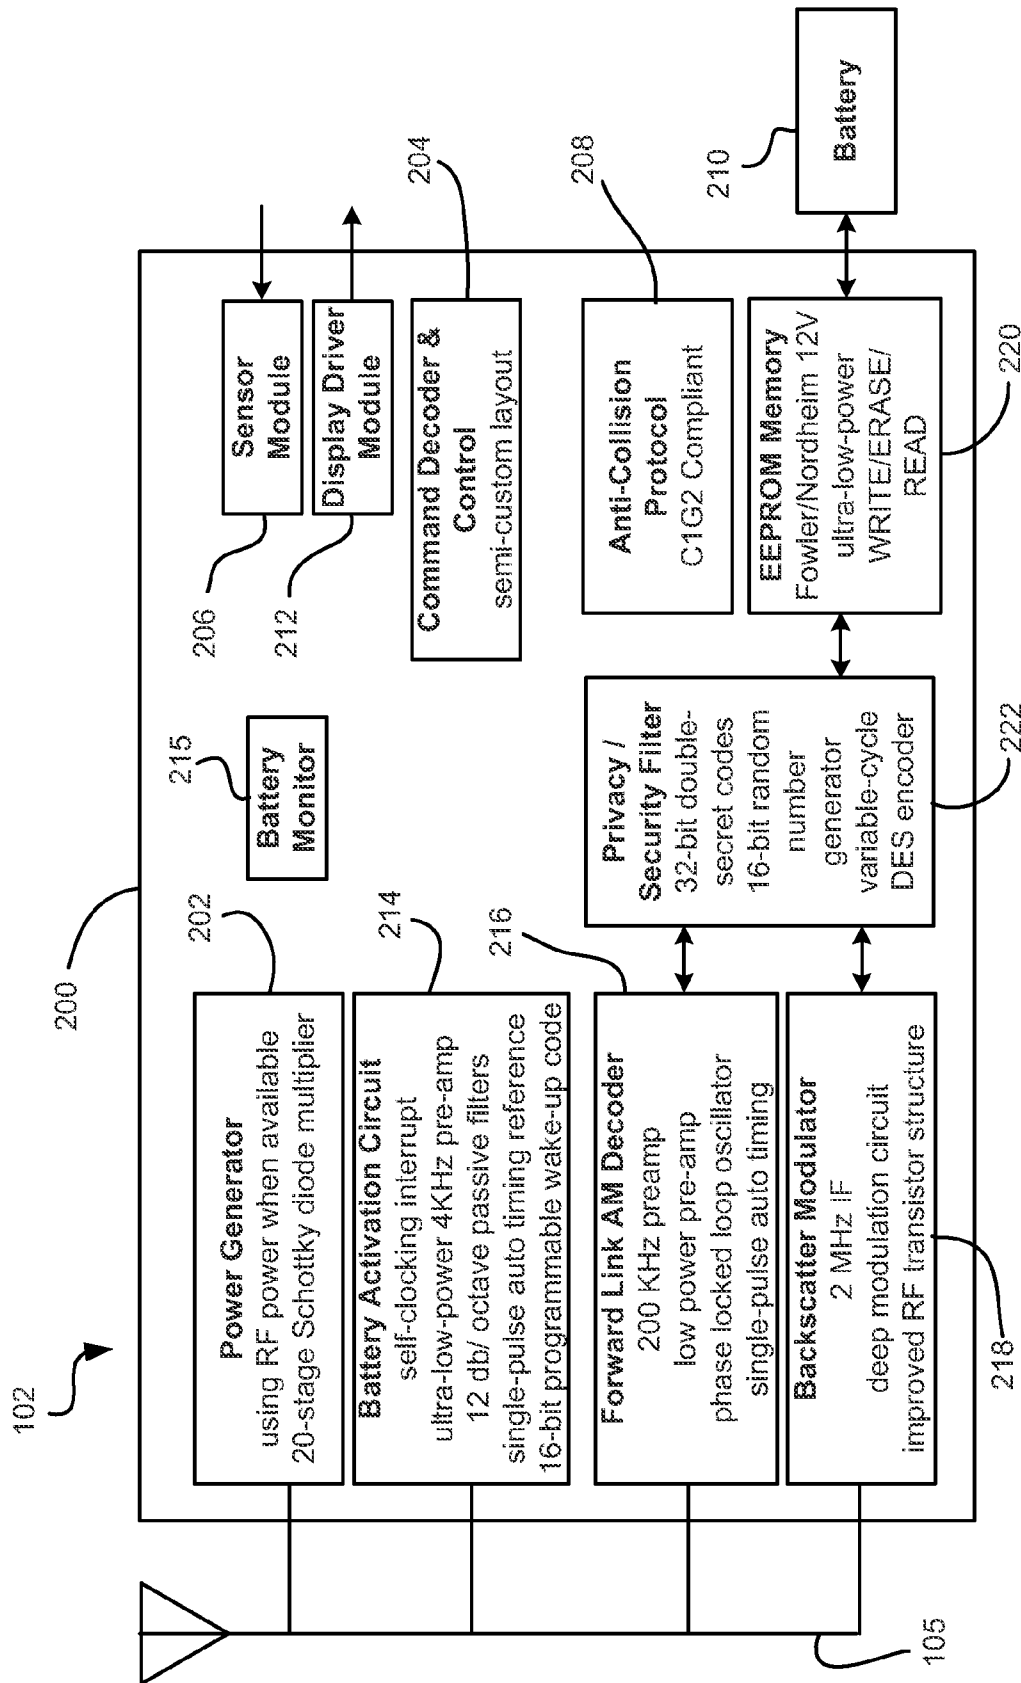 102
200
105
202
Power Generator
using RF power when available
20-stage Schottky diode multiplier
214
Battery Activation Circuit
self-clocking interrupt
ultra-low-power 4KHz pre-amp
12 db/ octave passive filters
single-pulse auto timing reference
16-bit programmable wake-up code
216
Forward Link AM Decoder
200 KHz preamp
low power pre-amp
phase locked loop oscillator
single-pulse auto timing
Backscatter Modulator
2 MHz IF
deep modulation circuit
improved RF transistor structure
218
215
Battery
Monitor
Privacy /
Security Filter
32-bit double-
secret codes
16-bit random
number
generator
variable-cycle
DES encoder
222
206
Sensor
Module
212
Display Driver
Module
204
Command Decoder &
Control
semi-custom layout
208
Anti-Collision
Protocol
C1G2 Compliant
EEPROM Memory
Fowler/Nordheim 12V
ultra-low-power
WRITE/ERASE/
READ
220
210
Battery